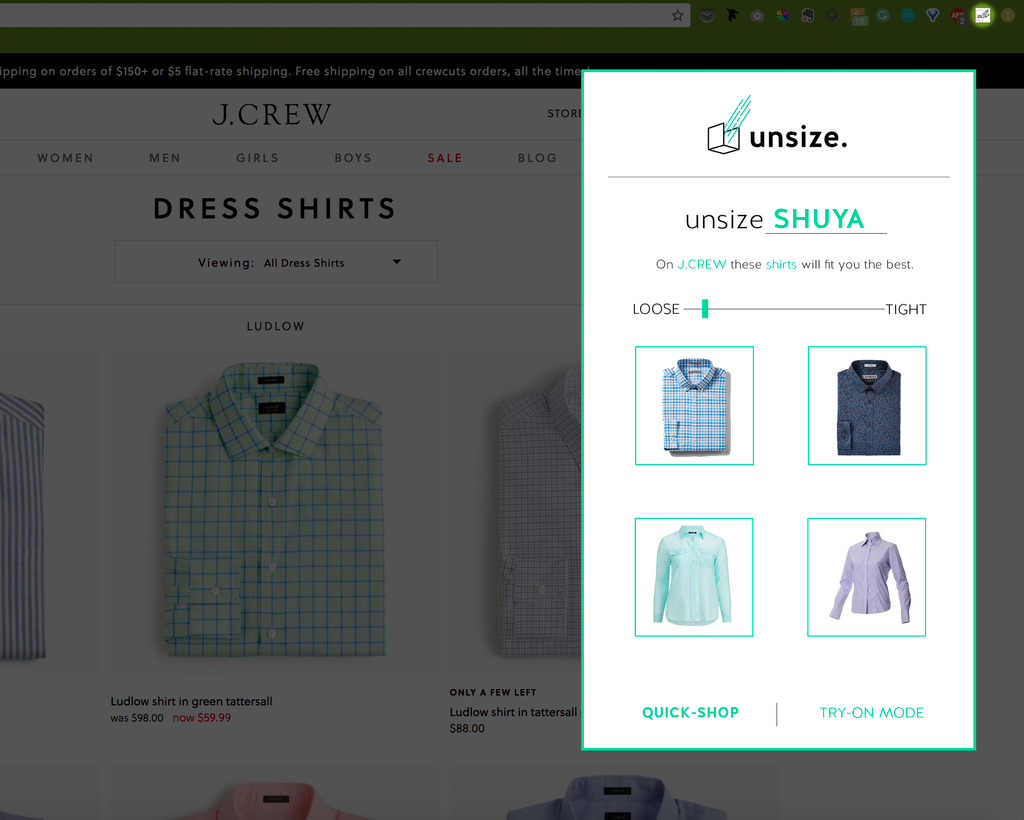 15
2
ipping on orders of $150+ or $5 flat-rate shipping. Free shipping on all crewcuts orders, all the time
J.CREW
STORE
WOMEN MEN GIRLS BOYS SALE BLOG
DRESS SHIRTS
Viewing: All Dress Shirts
LUDLOW
Ludlow shirt in green tattersall
was $98.00 now $59.99
ONLY A FEW LEFT
Ludlow shirt in tattersall
$88.00
unsize.
unsize SHUYA
On J.CREW these shirts will fit you the best.
LOOSE TIGHT
QUICK-SHOP TRY-ON MODE